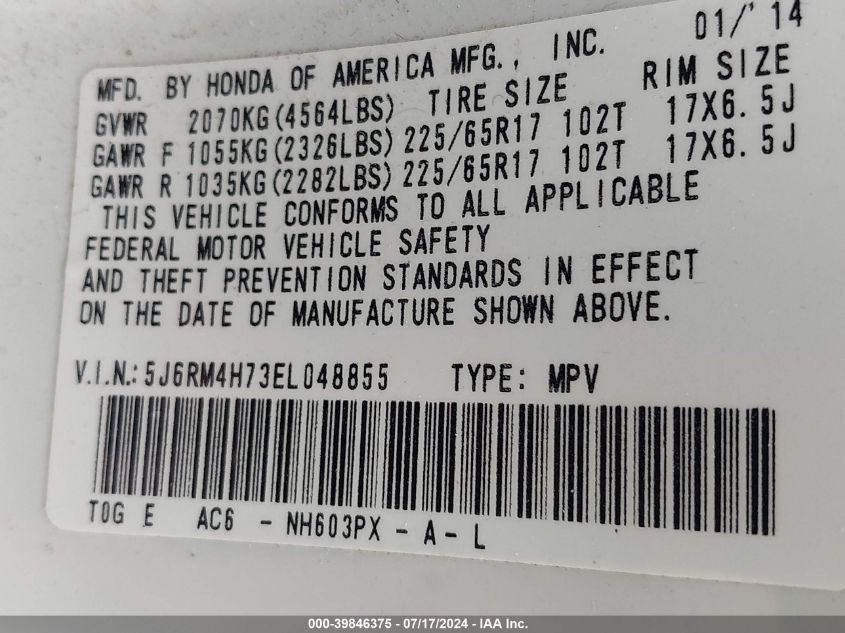 MFD. BY HONDA OF AMERICA MFG., INC. 01/'14
GVWR 2070KG(4564LBS) TIRE SIZE RIM SIZE
GAWR F 1055KG(2326LBS) 225/65R17 102T 17X6.5J
GAWR R 1035KG(2282LBS) 225/65R17 102T 17X6.5J
THIS VEHICLE CONFORMS TO ALL APPLICABLE
FEDERAL MOTOR VEHICLE SAFETY
AND THEFT PREVENTION STANDARDS IN EFFECT
ON THE DATE OF MANUFACTURE SHOWN ABOVE.
V.I.N.: 5J6RM4H73EL048855 TYPE: MPV
T0G E AC6 - NH603PX - A - L
000-39846375 - 07/17/2024 - IAA Inc.